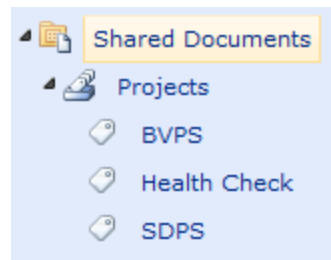 Shared Documents
Projects
BVPS
Health Check
SDPS